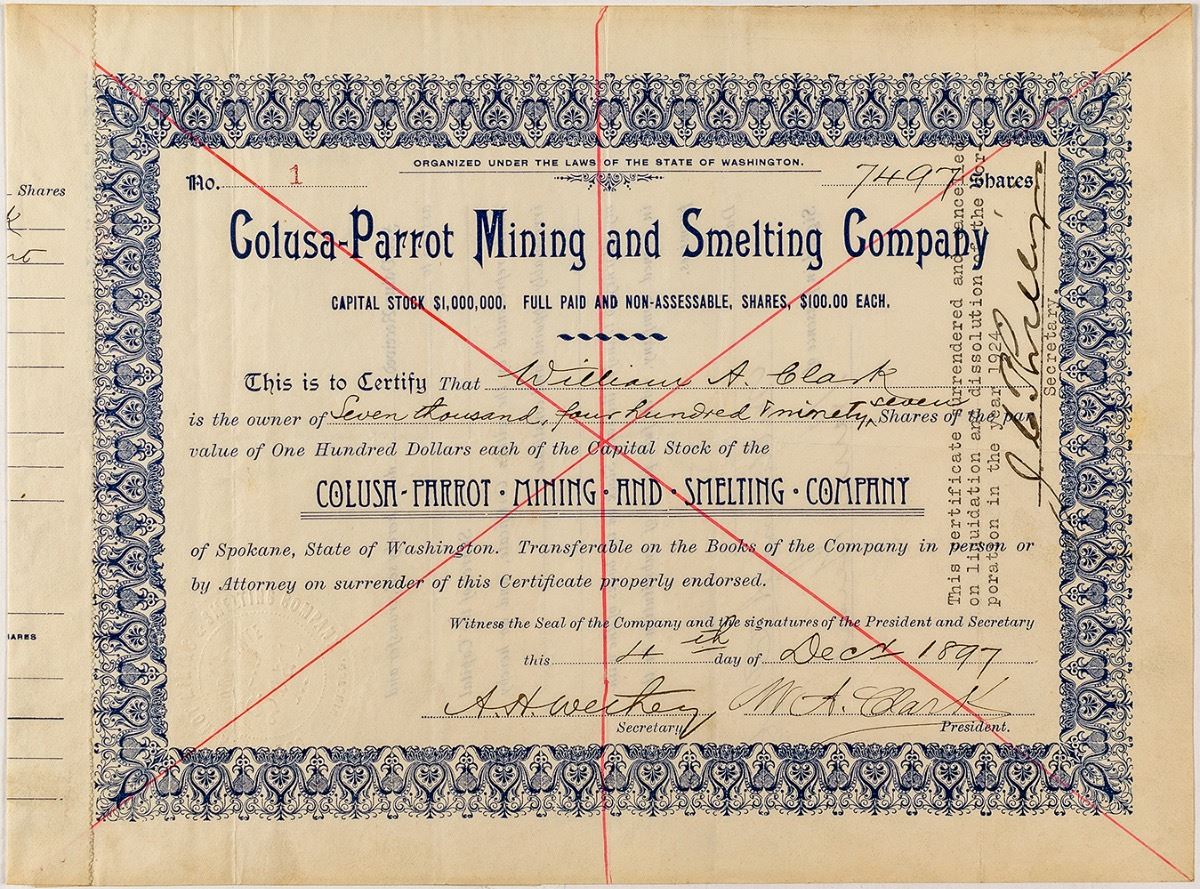 Shares
ARES
ORGANIZED UNDER THE LAWS OF THE STATE OF WASHINGTON.
No. 1 7497 Shares
Colusa-Parrot Mining and Smelting Company
CAPITAL STOCK $1,000,000. FULL PAID AND NON-ASSESSABLE, SHARES, $100.00 EACH.
This is to Certify That William A. Clark
is the owner of Seven thousand, four hundred & ninety seven Shares of the par
value of One Hundred Dollars each of the Capital Stock of the
COLUSA-PARROT · MINING · AND · SMELTING · COMPANY
of Spokane, State of Washington. Transferable on the Books of the Company in person or
by Attorney on surrender of this Certificate properly endorsed.
Witness the Seal of the Company and the signatures of the President and Secretary
this 4th day of Dec 1897
W. A. Clark
Secretary President.
This certificate surrendered and cancelled
on liquidation and dissolution of the Cor-
poration in the year 1924.
Secretary.